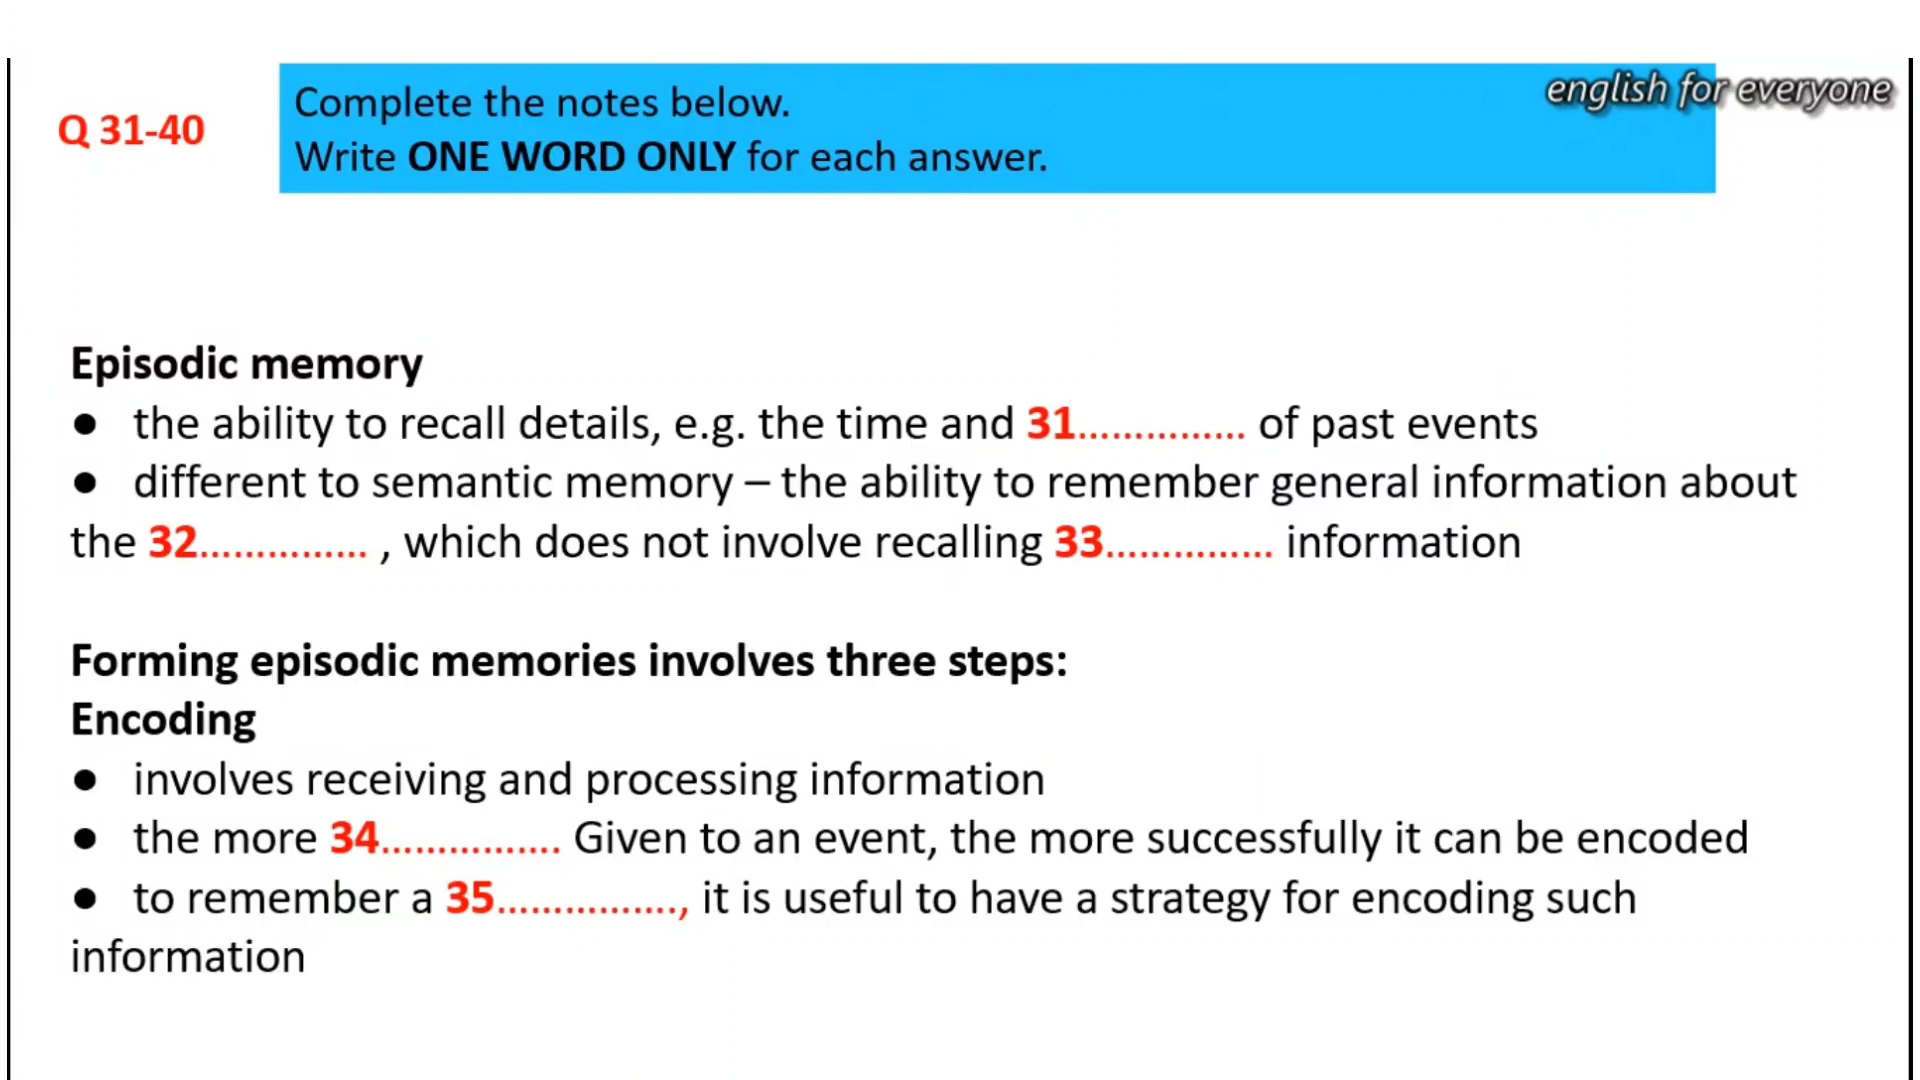 Q 31-40
Complete the notes below.
Write ONE WORD ONLY for each answer.
english for everyone
Episodic memory
● the ability to recall details, e.g. the time and 31............... of past events
● different to semantic memory – the ability to remember general information about
the 32............... , which does not involve recalling 33............... information
Forming episodic memories involves three steps:
Encoding
● involves receiving and processing information
● the more 34................ Given to an event, the more successfully it can be encoded
● to remember a 35................, it is useful to have a strategy for encoding such
information